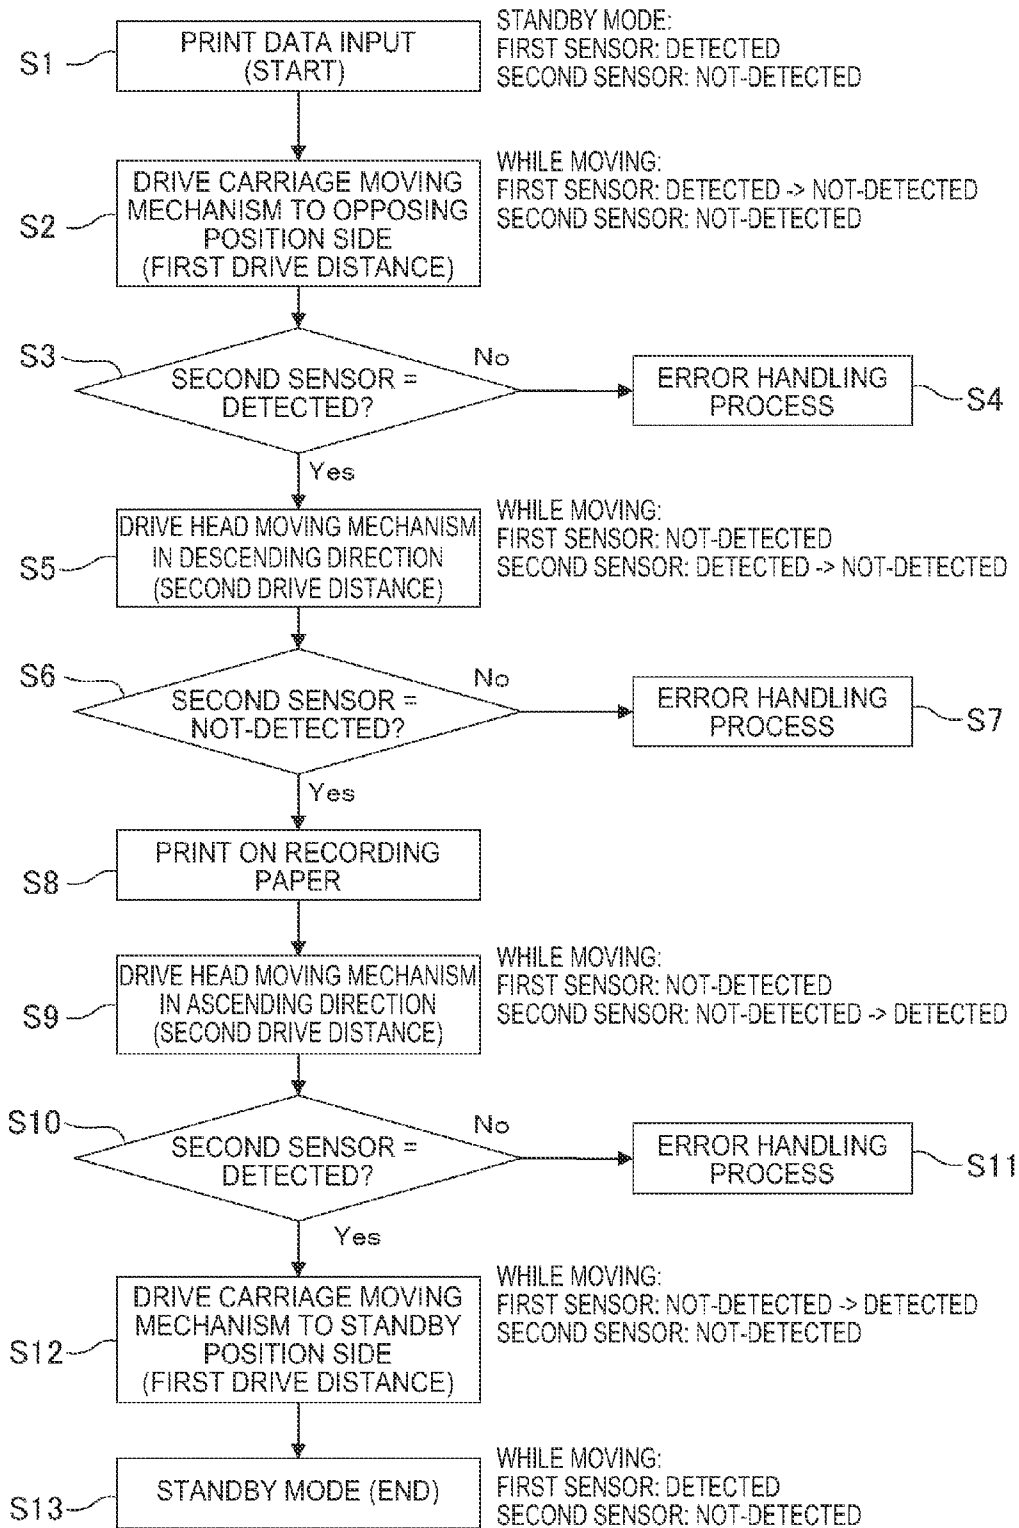 S1
PRINT DATA INPUT
(START)
STANDBY MODE:
FIRST SENSOR: DETECTED
SECOND SENSOR: NOT-DETECTED
S2
DRIVE CARRIAGE MOVING
MECHANISM TO OPPOSING
POSITION SIDE
(FIRST DRIVE DISTANCE)
WHILE MOVING:
FIRST SENSOR: DETECTED -> NOT-DETECTED
SECOND SENSOR: NOT-DETECTED
S3
SECOND SENSOR =
DETECTED?
No
ERROR HANDLING
PROCESS
S4
Yes
S5
DRIVE HEAD MOVING MECHANISM
IN DESCENDING DIRECTION
(SECOND DRIVE DISTANCE)
WHILE MOVING:
FIRST SENSOR: NOT-DETECTED
SECOND SENSOR: DETECTED -> NOT-DETECTED
S6
SECOND SENSOR =
NOT-DETECTED?
No
ERROR HANDLING
PROCESS
S7
Yes
S8
PRINT ON RECORDING
PAPER
S9
DRIVE HEAD MOVING MECHANISM
IN ASCENDING DIRECTION
(SECOND DRIVE DISTANCE)
WHILE MOVING:
FIRST SENSOR: NOT-DETECTED
SECOND SENSOR: NOT-DETECTED -> DETECTED
S10
SECOND SENSOR =
DETECTED?
No
ERROR HANDLING
PROCESS
S11
Yes
S12
DRIVE CARRIAGE MOVING
MECHANISM TO STANDBY
POSITION SIDE
(FIRST DRIVE DISTANCE)
WHILE MOVING:
FIRST SENSOR: NOT-DETECTED -> DETECTED
SECOND SENSOR: NOT-DETECTED
S13
STANDBY MODE (END)
WHILE MOVING:
FIRST SENSOR: DETECTED
SECOND SENSOR: NOT-DETECTED